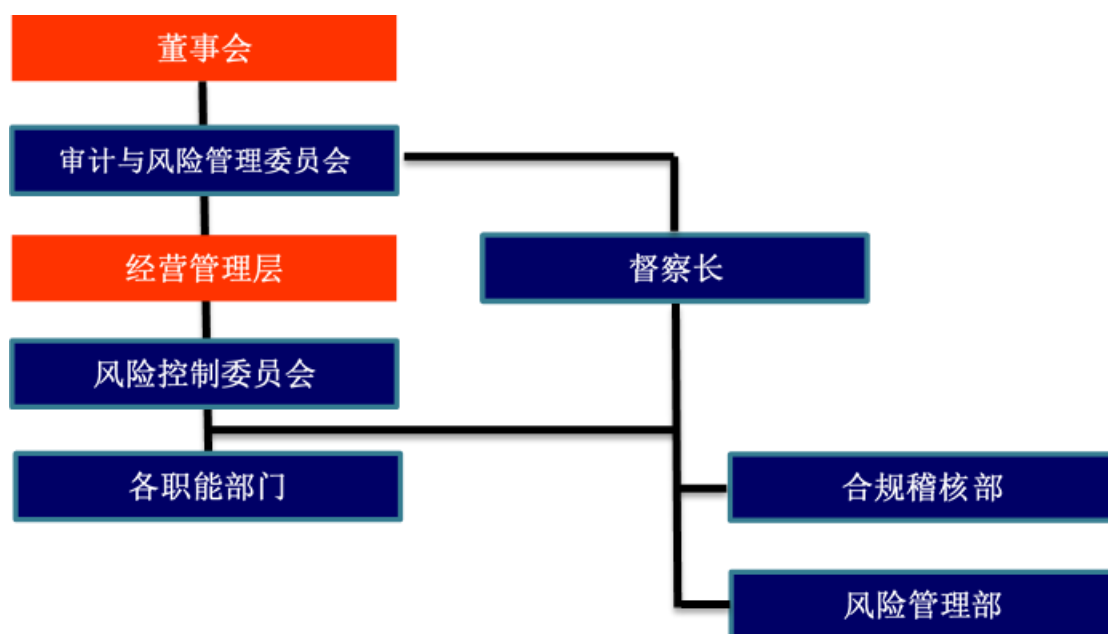 董事会
审计与风险管理委员会
经营管理层
督察长
风险控制委员会
各职能部门
合规稽核部
风险管理部